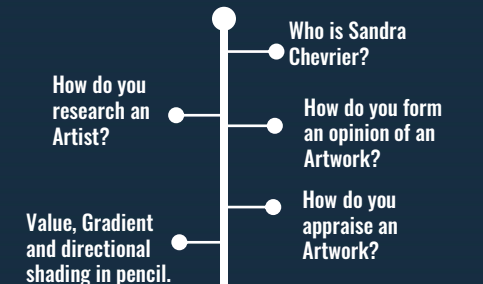 Who is Sandra
Chevrier?
How do you
research an
Artist?
How do you form
an opinion of an
Artwork?
How do you
appraise an
Artwork?
Value, Gradient
and directional
shading in pencil.